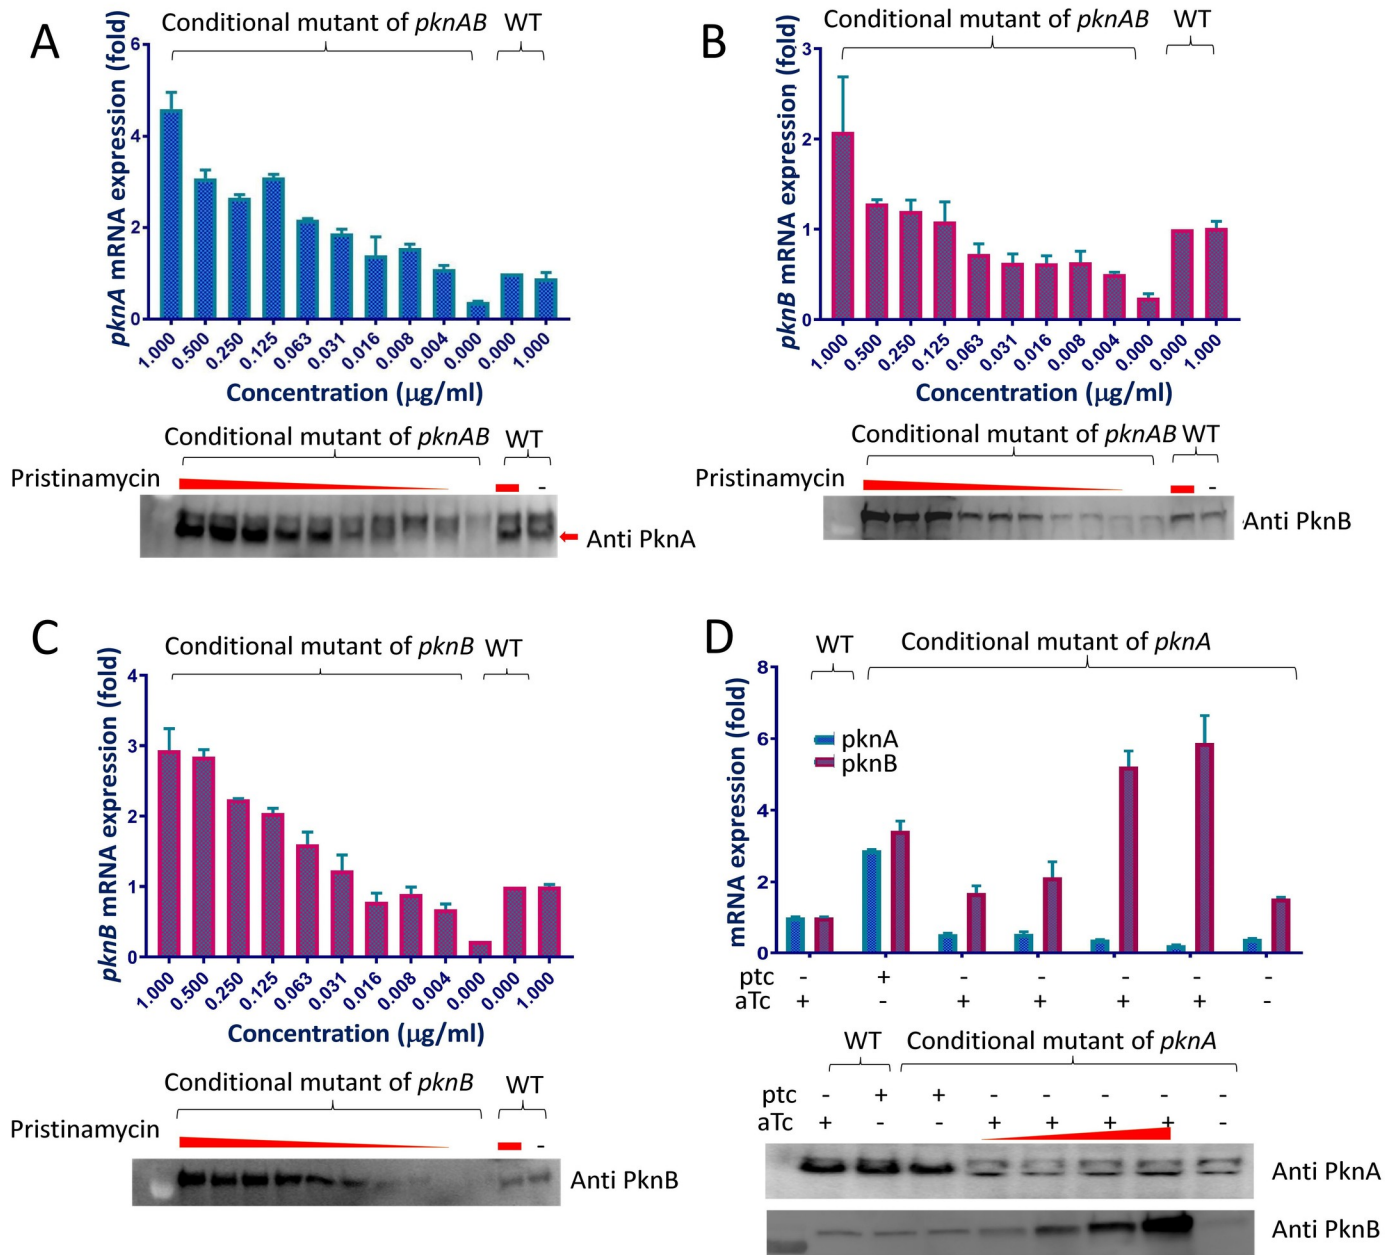 A
Conditional mutant of pknAB WT
pknA mRNA expression (fold)
6
4
2
0
1.000 0.500 0.250 0.125 0.063 0.031 0.016 0.008 0.004 0.000 0.000 1.000
Concentration (μg/ml)
Conditional mutant of pknAB WT
Pristinamycin
-
Anti PknA
B
Conditional mutant of pknAB WT
pknB mRNA expression (fold)
3
2
1
0
1.000 0.500 0.250 0.125 0.063 0.031 0.016 0.008 0.004 0.000 0.000 1.000
Concentration (μg/ml)
Conditional mutant of pknAB WT
Pristinamycin
-
Anti PknB
C
Conditional mutant of pknB WT
pknB mRNA expression (fold)
4
3
2
1
0
1.000 0.500 0.250 0.125 0.063 0.031 0.016 0.008 0.004 0.000 0.000 1.000
Concentration (μg/ml)
Conditional mutant of pknB WT
Pristinamycin
-
Anti PknB
D
WT Conditional mutant of pknA
mRNA expression (fold)
8
6
4
2
0
pknA
pknB
ptc - + - - - - -
aTc + - + + + + -
WT Conditional mutant of pknA
ptc - + + - - - - -
aTc + - - + + + + -
Anti PknA
Anti PknB